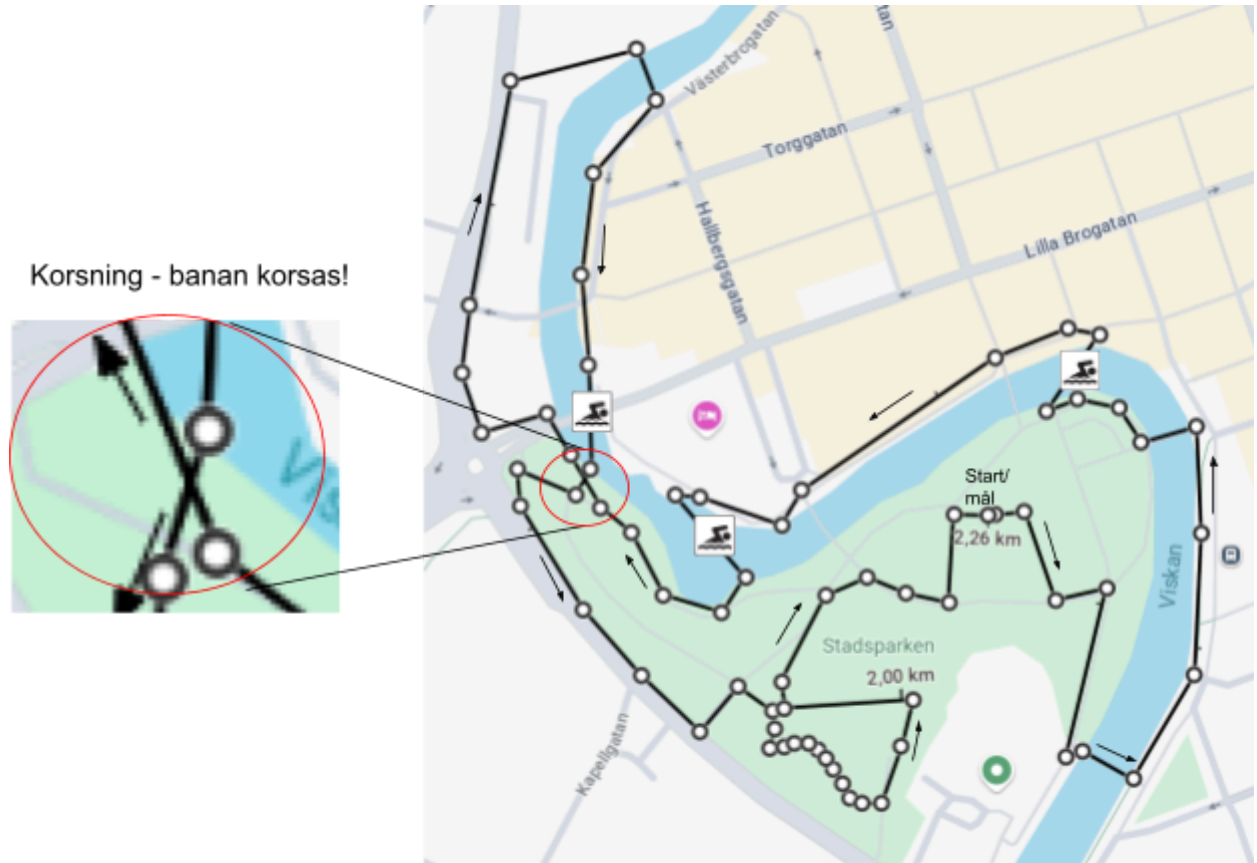 Västerbrogatan
Torggatan
Hallbergsgatan
Lilla Brogatan
Korsning - banan korsas!
Vis
Start/
mål
2,26 km
Viskan
Stadsparken
2,00 km
Kapellgatan